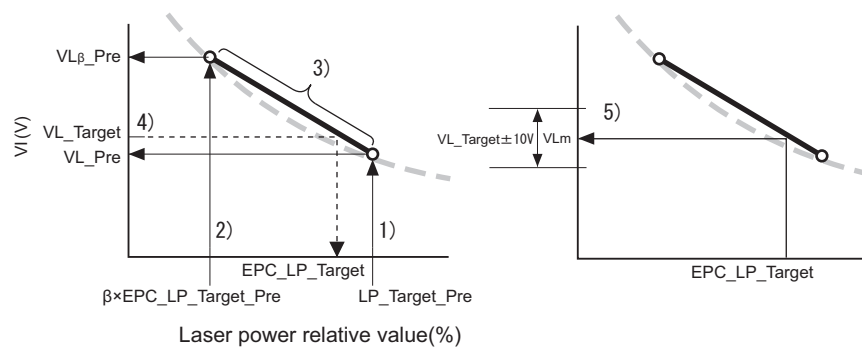 VLβ_Pre
3)
VL_Target
4)
VL_Pre
Vl(V)
2)
1)
EPC_LP_Target
β×EPC_LP_Target_Pre
LP_Target_Pre
Laser power relative value(%)
5)
VL_Target±10V
VLm
EPC_LP_Target